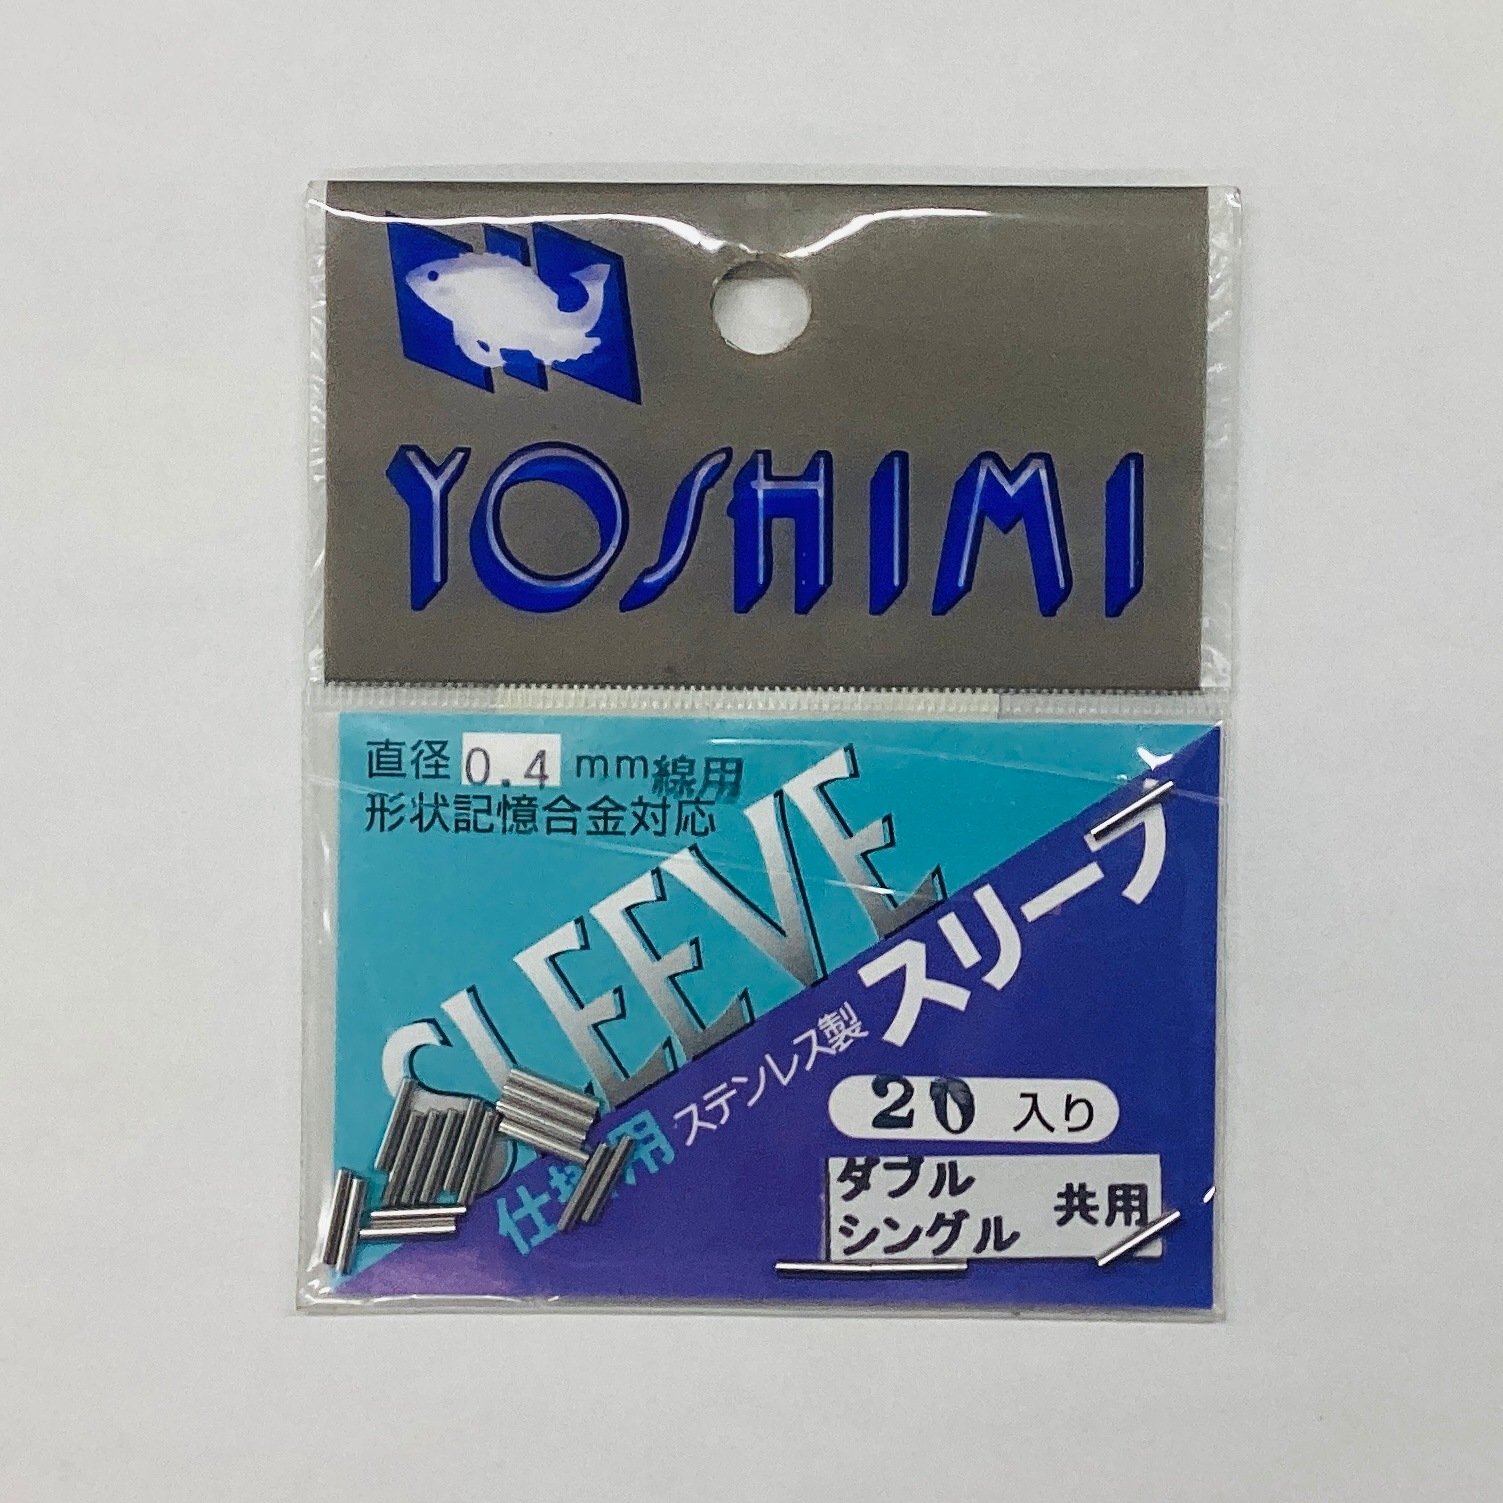 YOSHIMI
直径0.4mm線用
形状記憶合金対応
SLEEVE
仕掛用 ステンレス製 スリーブ
20入り
ダブル
シングル 共用